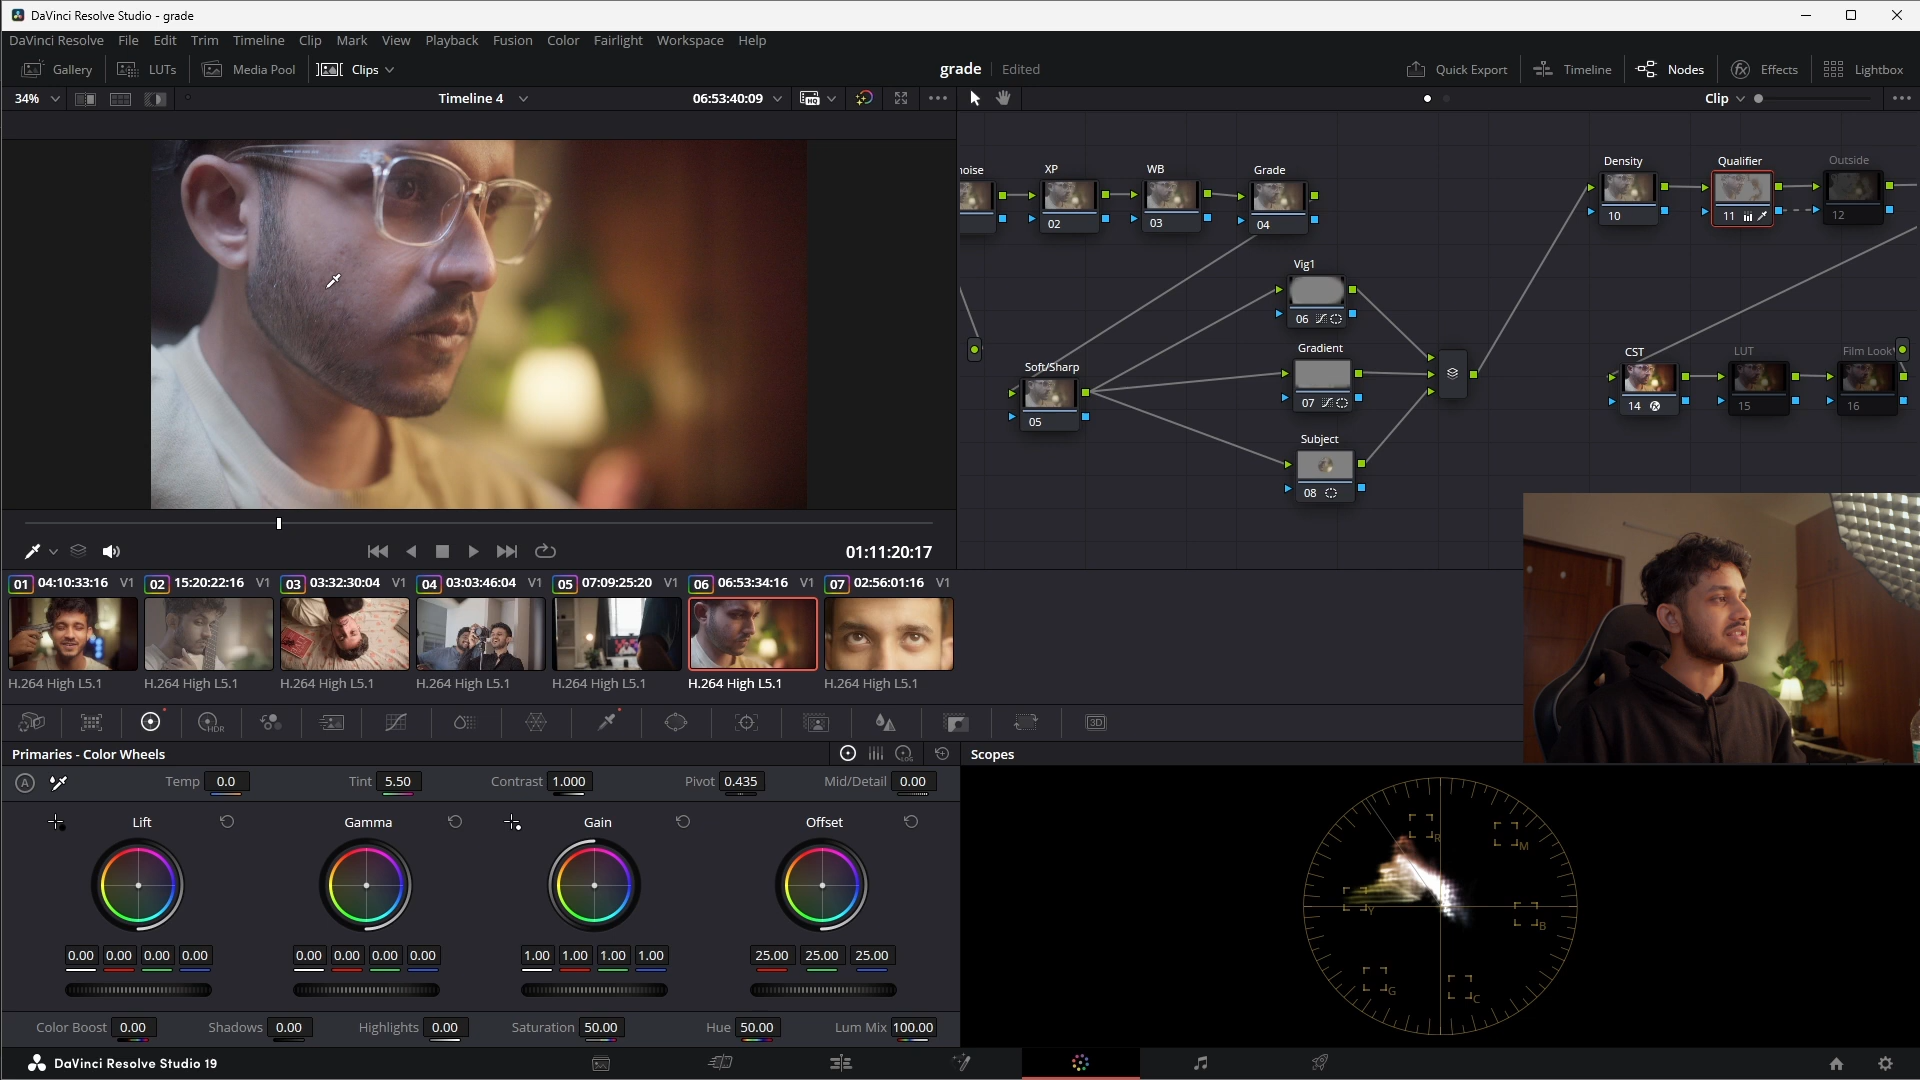 DaVinci Resolve Studio - grade
DaVinci Resolve File Edit Trim Timeline Clip Mark View Playback Fusion Color Fairlight Workspace Help
Gallery LUTs Media Pool Clips grade Edited Quick Export Timeline Nodes Effects Lightbox
34% Timeline 4 06:53:40:09 HQ Clip
noise XP WB Grade Density Qualifier Outside
02 03 04 10 11 12
Vig1
06
Gradient
07
Soft/Sharp
05
Subject
08
CST LUT Film Look
14 15 16
01:11:20:17
01 04:10:33:16 V1 02 15:20:22:16 V1 03 03:32:30:04 V1 04 03:03:46:04 V1 05 07:09:25:20 V1 06 06:53:34:16 V1 07 02:56:01:16 V1
H.264 High L5.1 H.264 High L5.1 H.264 High L5.1 H.264 High L5.1 H.264 High L5.1 H.264 High L5.1 H.264 High L5.1
HDR 3D
Primaries - Color Wheels LOG Scopes
A Temp 0.0 Tint 5.50 Contrast 1.000 Pivot 0.435 Mid/Detail 0.00
Lift Gamma Gain Offset
0.00 0.00 0.00 0.00 0.00 0.00 0.00 0.00 1.00 1.00 1.00 1.00 25.00 25.00 25.00
Color Boost 0.00 Shadows 0.00 Highlights 0.00 Saturation 50.00 Hue 50.00 Lum Mix 100.00
R
M
Y
B
G
C
DaVinci Resolve Studio 19